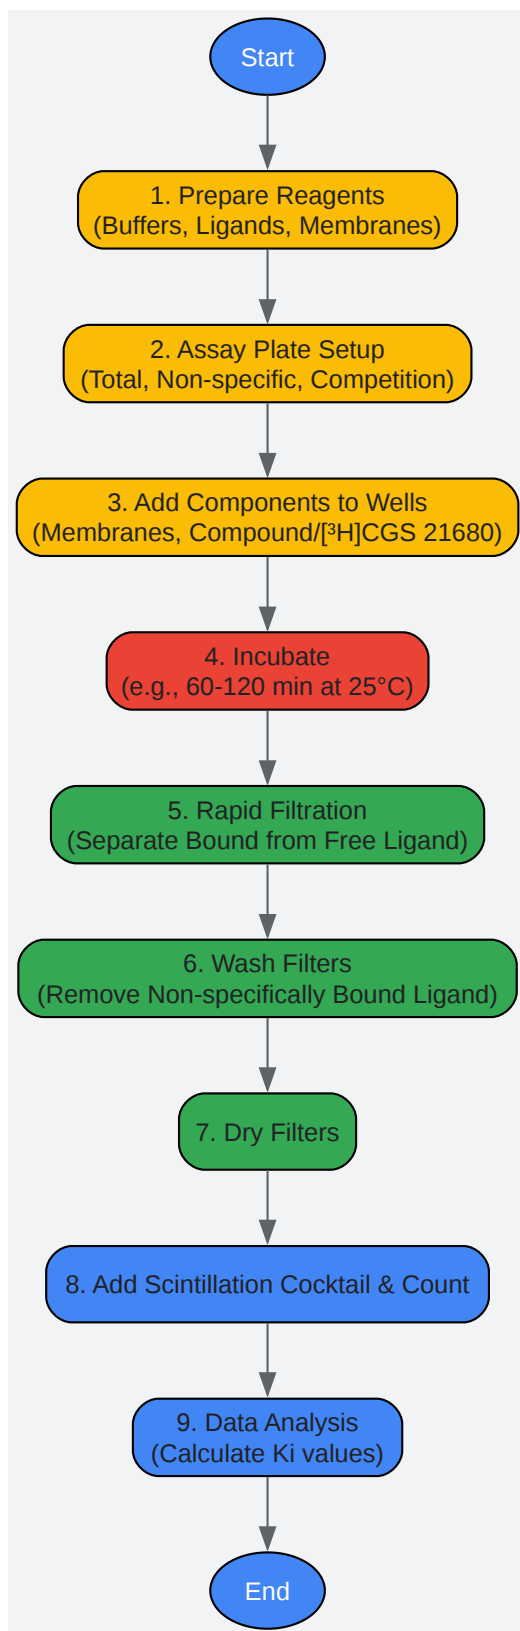 Start
1. Prepare Reagents
(Buffers, Ligands, Membranes)
2. Assay Plate Setup
(Total, Non-specific, Competition)
3. Add Components to Wells
(Membranes, Compound/[³H]CGS 21680)
4. Incubate
(e.g., 60-120 min at 25°C)
5. Rapid Filtration
(Separate Bound from Free Ligand)
6. Wash Filters
(Remove Non-specifically Bound Ligand)
7. Dry Filters
8. Add Scintillation Cocktail & Count
9. Data Analysis
(Calculate Ki values)
End